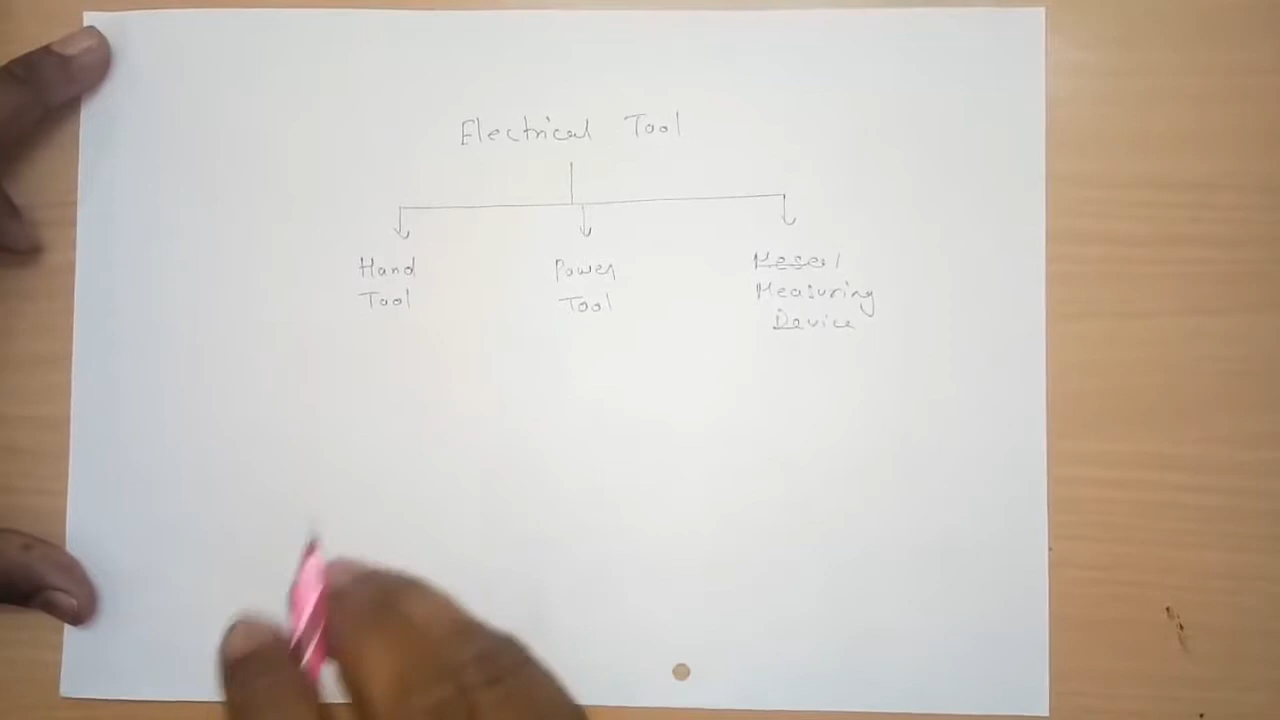 Electrical Tool
Hand
Tool
Power
Tool
Measuring
Device